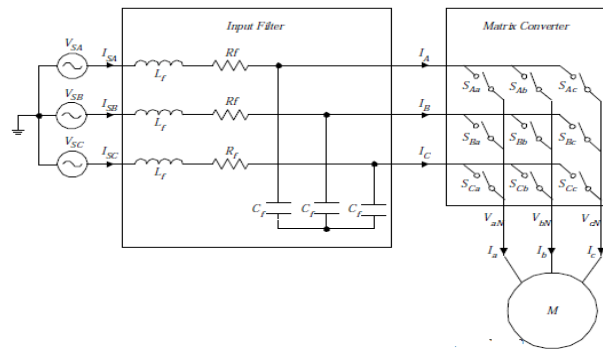 Input Filter
Matrix Converter
V_SA I_SA L_f Rf I_A S_Aa S_Ab S_Ac
V_SB I_SB L_f Rf I_B S_Ba S_Bb S_Bc
V_SC I_SC L_f R_f I_C S_Ca S_Cb S_Cc
C_f C_f C_f
V_aN V_bN V_cN
I_a I_b I_c
M